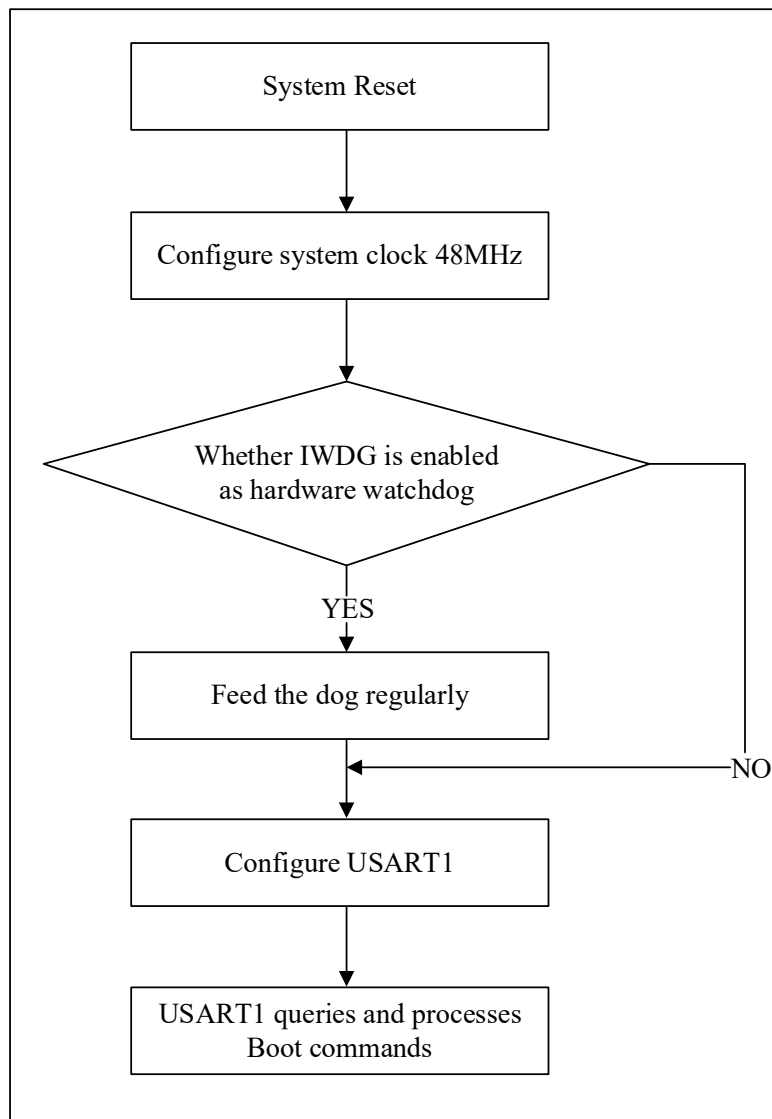 System Reset
Configure system clock 48MHz
Whether IWDG is enabled
as hardware watchdog
YES
Feed the dog regularly
NO
Configure USART1
USART1 queries and processes
Boot commands